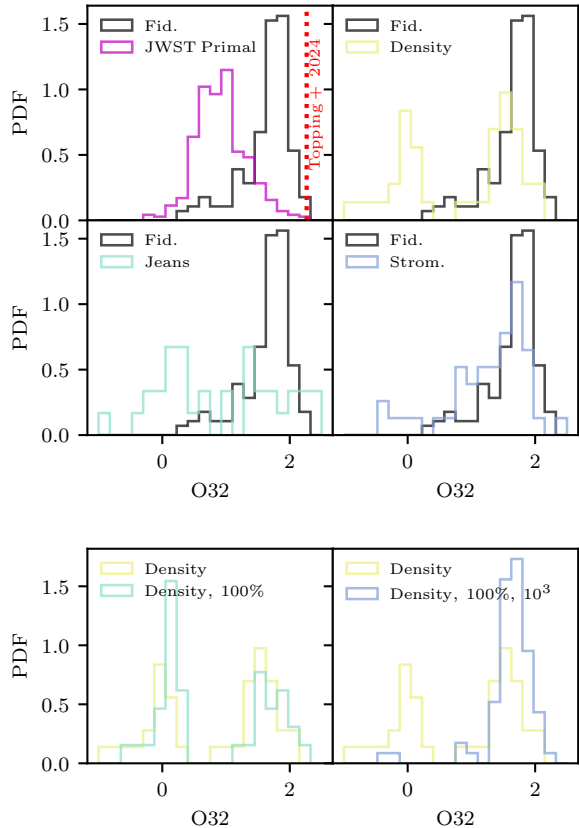 Fid.
JWST Primal
Topping + 2024
Fid.
Density
PDF
1.5
1.0
0.5
0.0
Fid.
Jeans
Fid.
Strom.
PDF
1.5
1.0
0.5
0.0
0
2
0
2
O32
O32
Density
Density, 100%
Density
Density, 100%, 10³
PDF
1.5
1.0
0.5
0.0
0
2
0
2
O32
O32